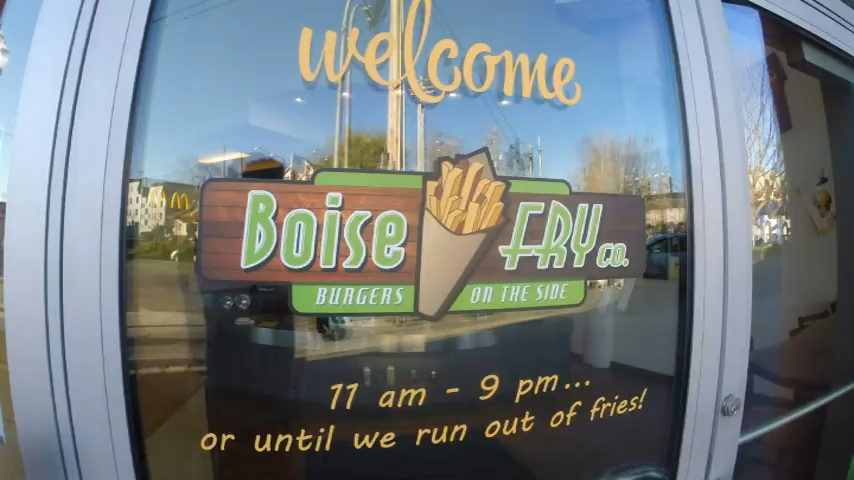 welcome
Boise FRY CO.
BURGERS ON THE SIDE
11 am - 9 pm...
or until we run out of fries!